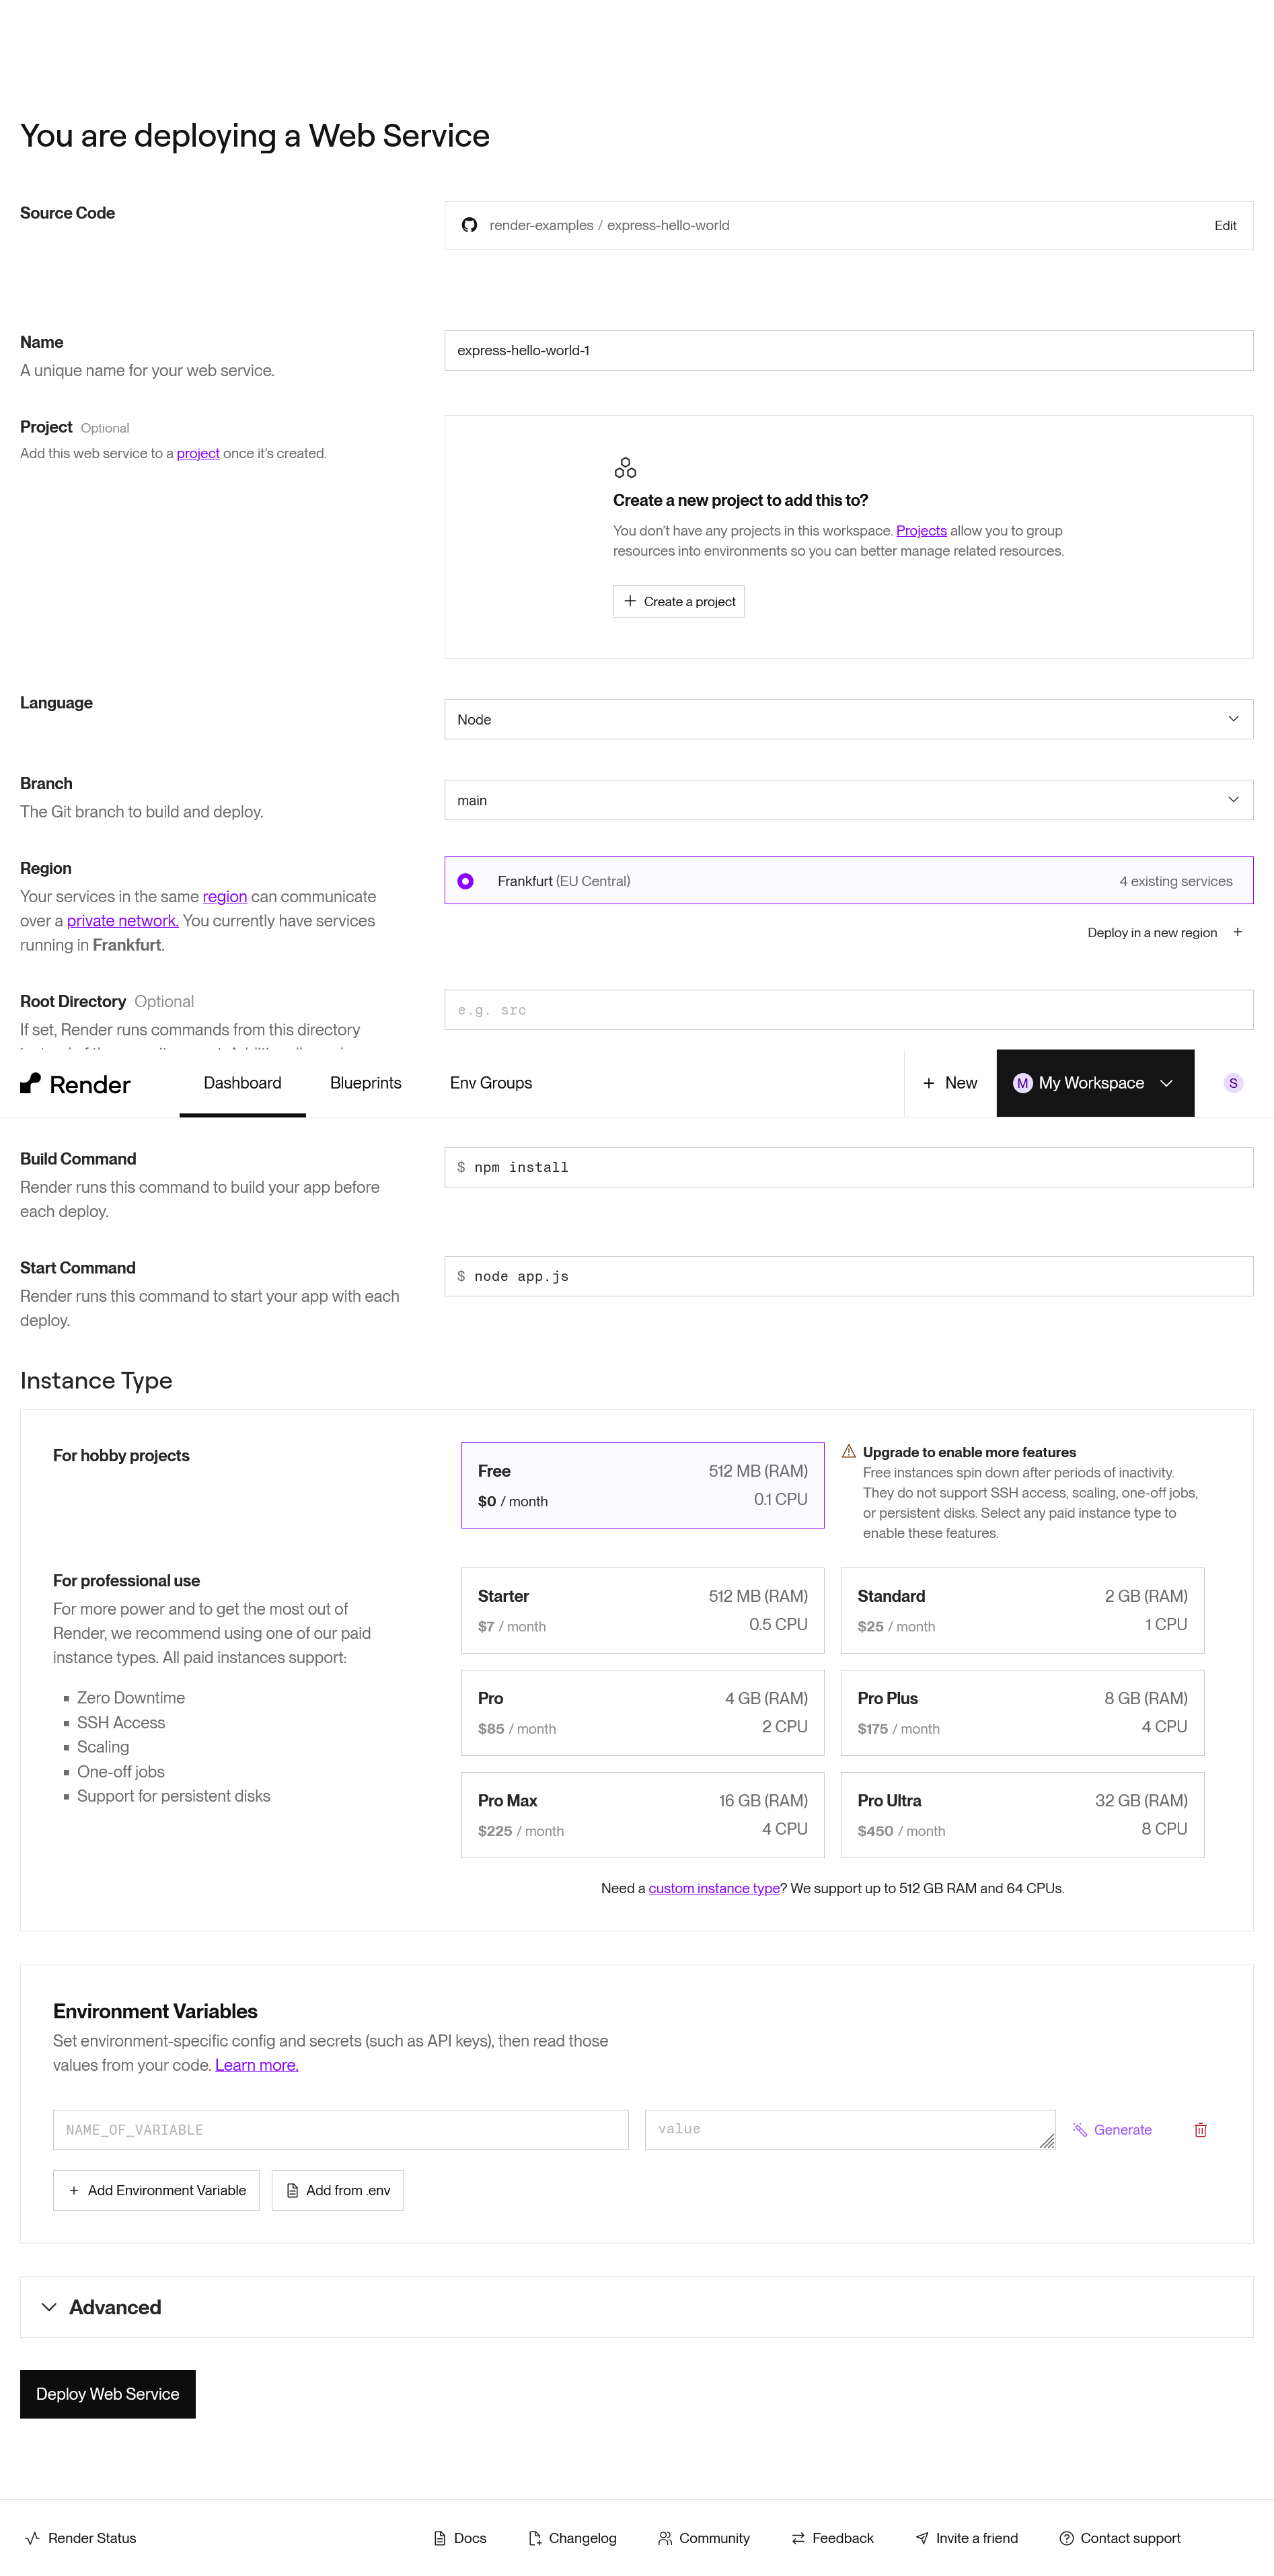 You are deploying a Web Service
Source Code
render-examples / express-hello-world
Edit
Name
A unique name for your web service.
express-hello-world-1
Project Optional
Add this web service to a project once it's created.
Create a new project to add this to?
You don't have any projects in this workspace. Projects allow you to group
resources into environments so you can better manage related resources.
+ Create a project
Language
Node
Branch
The Git branch to build and deploy.
main
Region
Your services in the same region can communicate
over a private network. You currently have services
running in Frankfurt.
Frankfurt (EU Central)
4 existing services
Deploy in a new region +
Root Directory Optional
If set, Render runs commands from this directory
e.g. src
Render
Dashboard
Blueprints
Env Groups
+ New
M My Workspace
S
Build Command
Render runs this command to build your app before
each deploy.
$ npm install
Start Command
Render runs this command to start your app with each
deploy.
$ node app.js
Instance Type
For hobby projects
Free
512 MB (RAM)
$0 / month
0.1 CPU
Upgrade to enable more features
Free instances spin down after periods of inactivity.
They do not support SSH access, scaling, one-off jobs,
or persistent disks. Select any paid instance type to
enable these features.
For professional use
For more power and to get the most out of
Render, we recommend using one of our paid
instance types. All paid instances support:
Zero Downtime
SSH Access
Scaling
One-off jobs
Support for persistent disks
Starter
512 MB (RAM)
$7 / month
0.5 CPU
Standard
2 GB (RAM)
$25 / month
1 CPU
Pro
4 GB (RAM)
$85 / month
2 CPU
Pro Plus
8 GB (RAM)
$175 / month
4 CPU
Pro Max
16 GB (RAM)
$225 / month
4 CPU
Pro Ultra
32 GB (RAM)
$450 / month
8 CPU
Need a custom instance type? We support up to 512 GB RAM and 64 CPUs.
Environment Variables
Set environment-specific config and secrets (such as API keys), then read those
values from your code. Learn more.
NAME_OF_VARIABLE
value
Generate
+ Add Environment Variable
Add from .env
Advanced
Deploy Web Service
Render Status
Docs
Changelog
Community
Feedback
Invite a friend
Contact support